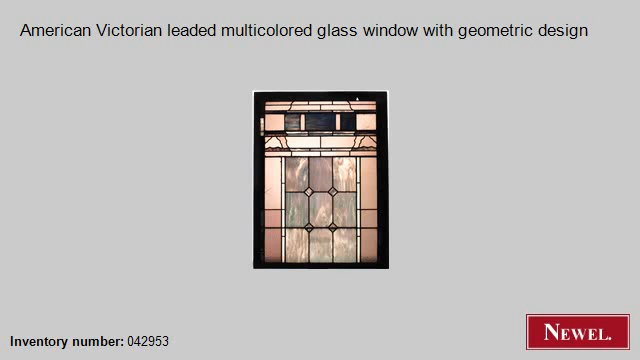 American Victorian leaded multicolored glass window with geometric design
Inventory number: 042953
NEWEL.